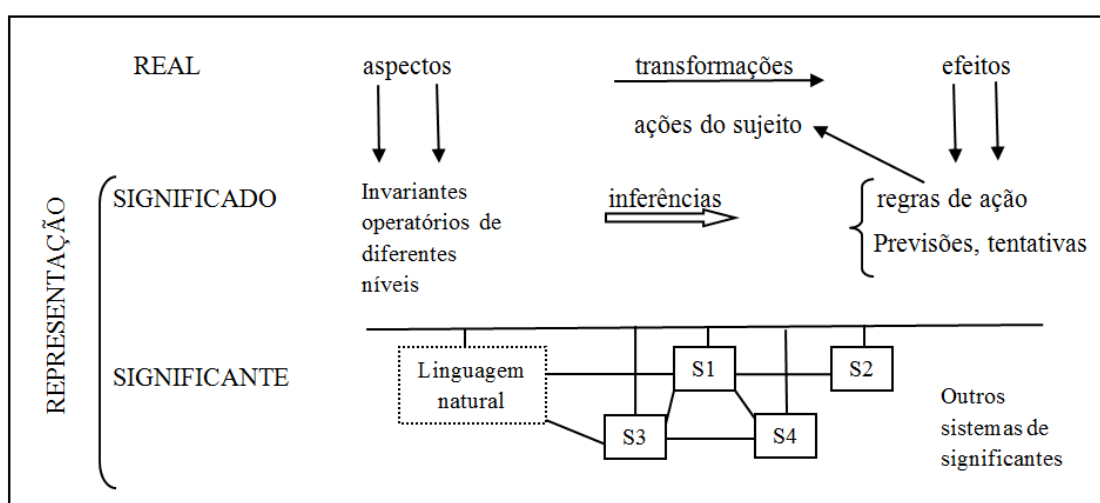 REAL
aspectos
transformações
efeitos
ações do sujeito
REPRESENTAÇÃO
SIGNIFICADO
Invariantes
operatórios de
diferentes
níveis
inferências
regras de ação
Previsões, tentativas
SIGNIFICANTE
Linguagem
natural
S1
S2
S3
S4
Outros
sistemas de
significantes